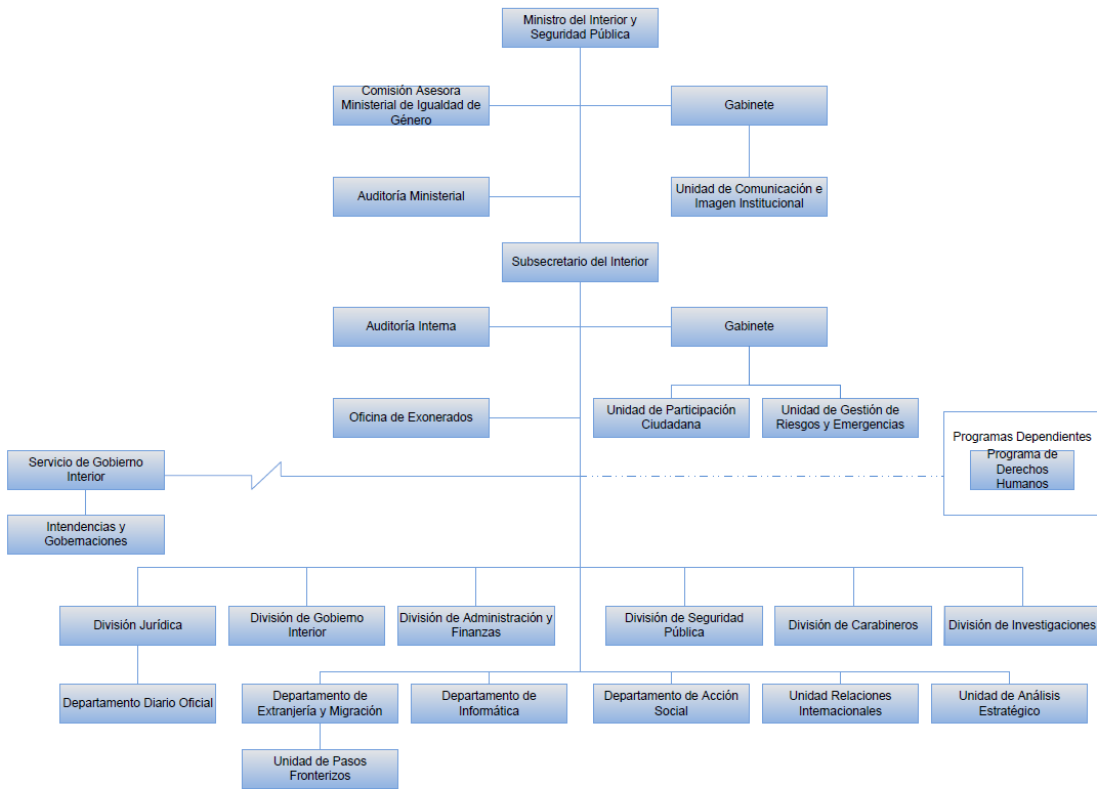 Ministro del Interior y
Seguridad Pública
Comisión Asesora
Ministerial de Igualdad de
Género
Gabinete
Auditoría Ministerial
Unidad de Comunicación e
Imagen Institucional
Subsecretario del Interior
Auditoría Interna
Gabinete
Oficina de Exonerados
Unidad de Participación
Ciudadana
Unidad de Gestión de
Riesgos y Emergencias
Programas Dependientes
Programa de
Derechos
Humanos
Servicio de Gobierno
Interior
Intendencias y
Gobernaciones
División Jurídica
División de Gobierno
Interior
División de Administración y
Finanzas
División de Seguridad
Pública
División de Carabineros
División de Investigaciones
Departamento Diario Oficial
Departamento de
Extranjería y Migración
Departamento de
Informática
Departamento de Acción
Social
Unidad Relaciones
Internacionales
Unidad de Análisis
Estratégico
Unidad de Pasos
Fronterizos